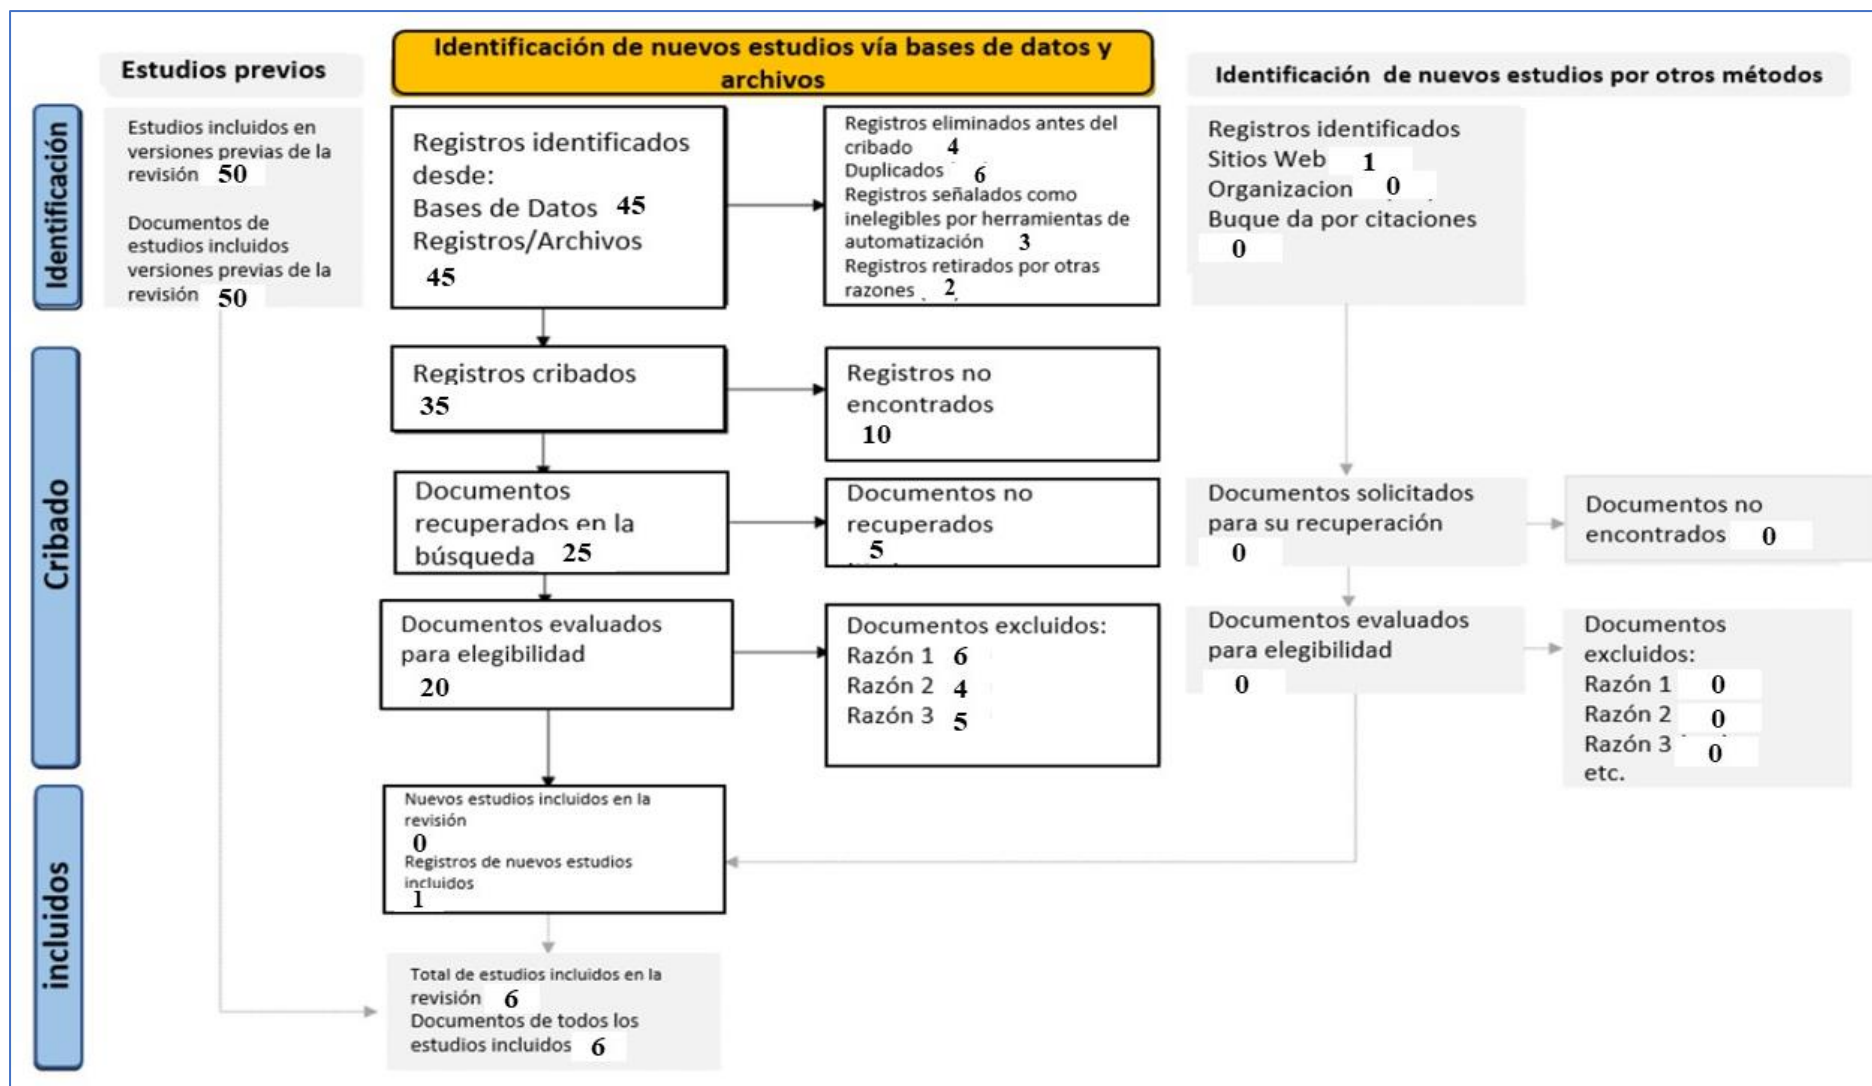 Estudios previos
Identificación de nuevos estudios vía bases de datos y
archivos
Identificación de nuevos estudios por otros métodos
Identificación
Estudios incluidos en
versiones previas de la
revisión 50
Documentos de
estudios incluidos
versiones previas de la
revisión 50
Registros identificados
desde:
Bases de Datos 45
Registros/Archivos
45
Registros eliminados antes del
cribado 4
Duplicados 6
Registros señalados como
inelegibles por herramientas de
automatización 3
Registros retirados por otras
razones 2
Registros identificados
Sitios Web 1
Organizacion 0
Buque da por citaciones
0
Cribado
Registros cribados
35
Registros no
encontrados
10
Documentos
recuperados en la
búsqueda 25
Documentos no
recuperados
5
Documentos solicitados
para su recuperación
0
Documentos no
encontrados 0
Documentos evaluados
para elegibilidad
20
Documentos excluidos:
Razón 1 6
Razón 2 4
Razón 3 5
Documentos evaluados
para elegibilidad
0
Documentos
excluidos:
Razón 1 0
Razón 2 0
Razón 3 0
etc.
incluidos
Nuevos estudios incluidos en la
revisión
0
Registros de nuevos estudios
incluidos
1
Total de estudios incluidos en la
revisión 6
Documentos de todos los
estudios incluidos 6